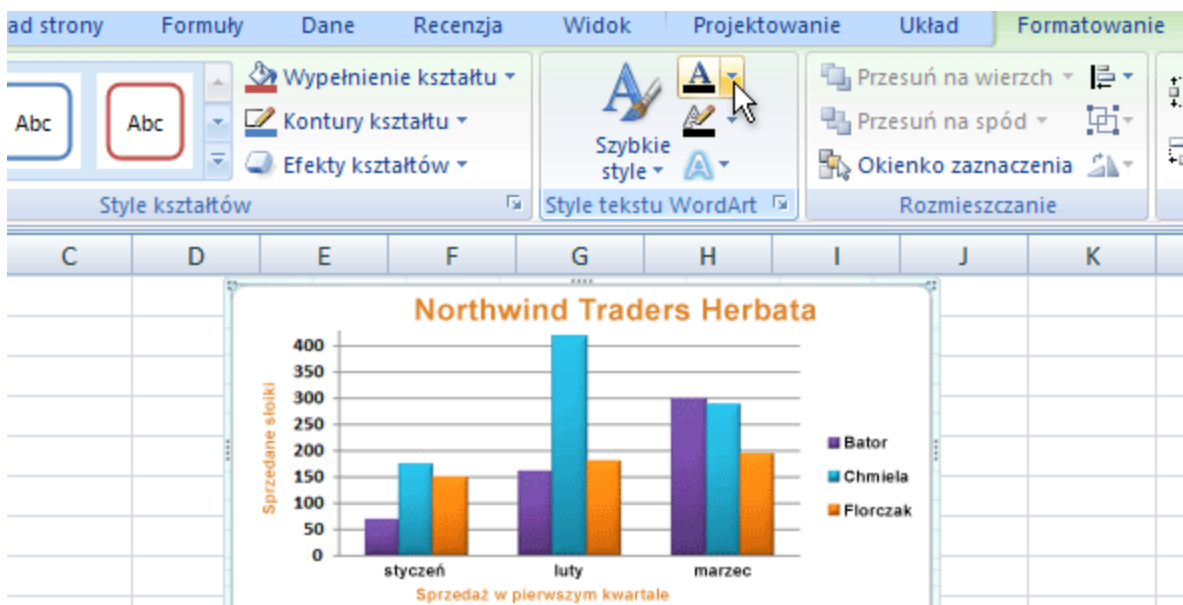 ad strony Formuły Dane Recenzja Widok Projektowanie Układ Formatowanie
Abc Abc
Wypełnienie kształtu
Kontury kształtu
Efekty kształtów
Style kształtów
A
Szybkie
style
A
A
Style tekstu WordArt
Przesuń na wierzch
Przesuń na spód
Okienko zaznaczenia
Rozmieszczanie
C D E F G H I J K
Northwind Traders Herbata
Sprzedane słoiki
400
350
300
250
200
150
100
50
0
styczeń luty marzec
Sprzedaż w pierwszym kwartale
Bator
Chmiela
Florczak